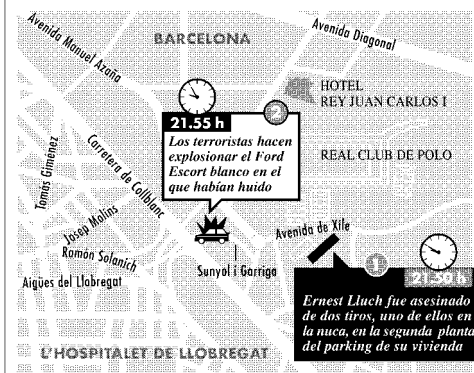 Avenida Manuel Azaña
BARCELONA
Avenida Diagonal
HOTEL
REY JUAN CARLOS I
2
21.55 h
Los terroristas hacen
explosionar el Ford
Escort blanco en el
que habían huido
REAL CLUB DE POLO
Tomás Giménez
Carretera de Collblanc
Josep Molins
Ramón Solanich
Aigües del Llobregat
Sunyol i Garriga
Avenida de Xile
1
Ernest Lluch fue asesinado
de dos tiros, uno de ellos en
la nuca, en la segunda planta
del parking de su vivienda
L'HOSPITALET DE LLOBREGAT